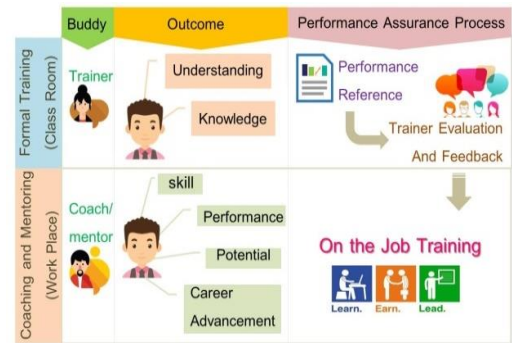 Buddy
Outcome
Performance Assurance Process
Formal Training
(Class Room)
Trainer
Understanding
Knowledge
Performance
Reference
Trainer Evaluation
And Feedback
Coaching and Mentoring
(Work Place)
Coach/
mentor
skill
Performance
Potential
Career
Advancement
On the Job Training
Learn. Earn. Lead.